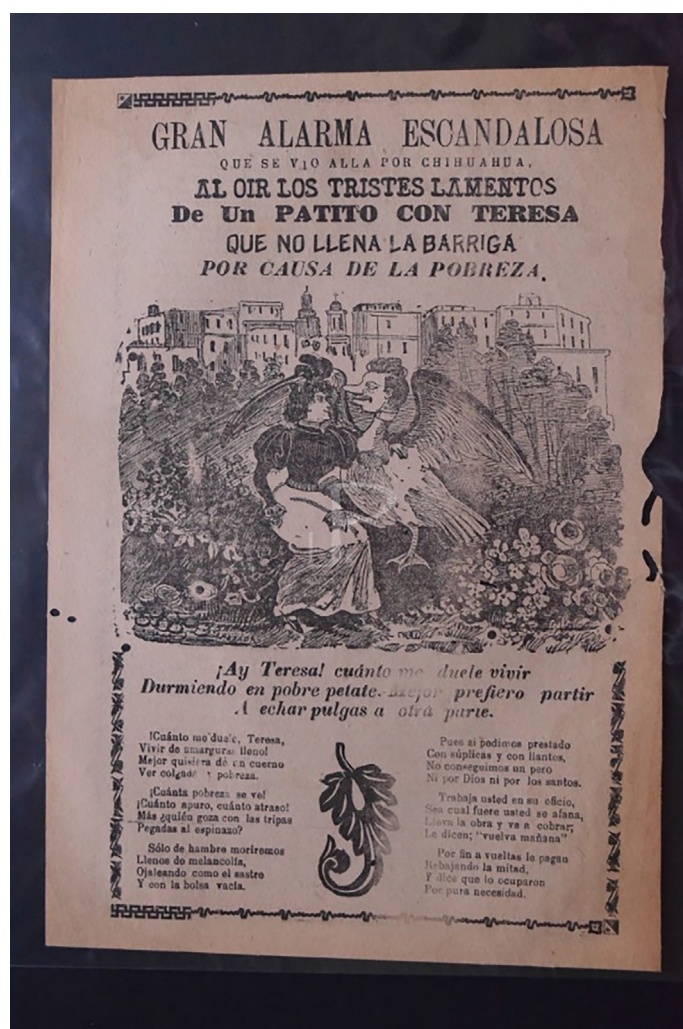 GRAN ALARMA ESCANDALOSA
QUE SE VIO ALLA POR CHIHUAHUA,
AL OIR LOS TRISTES LAMENTOS
De Un PATITO CON TERESA
QUE NO LLENA LA BARRIGA
POR CAUSA DE LA POBREZA.
¡Ay Teresa! cuánto me duele vivir
Durmiendo en pobre petate. Mejor prefiero partir
A echar pulgas a otra parte.
¡Cuánto me duele, Teresa,
Vivir de amarguras lleno!
Mejor quisiera de un cuerno
Ver colgada pobreza.
¡Cuánta pobreza se ve!
¡Cuánto apuro, cuánto atraso!
Más ¿quién goza con las tripas
Pegadas al espinazo?
Sólo de hambre moriremos
Llenos de melancolía,
Ojaleando como el sastre
Y con la bolsa vacía.
Pues si pedimos prestado
Con súplicas y con llantos,
No conseguimos un pero
Ni por Dios ni por los santos.
Trabaja usted en su oficio,
Sea cual fuere usted se afana,
Lleva la obra y va a cobrar;
Le dicen; "vuelva mañana"
Por fin a vueltas le pagan
Rebajando la mitad,
Y dice que lo ocuparon
Por pura necesidad.